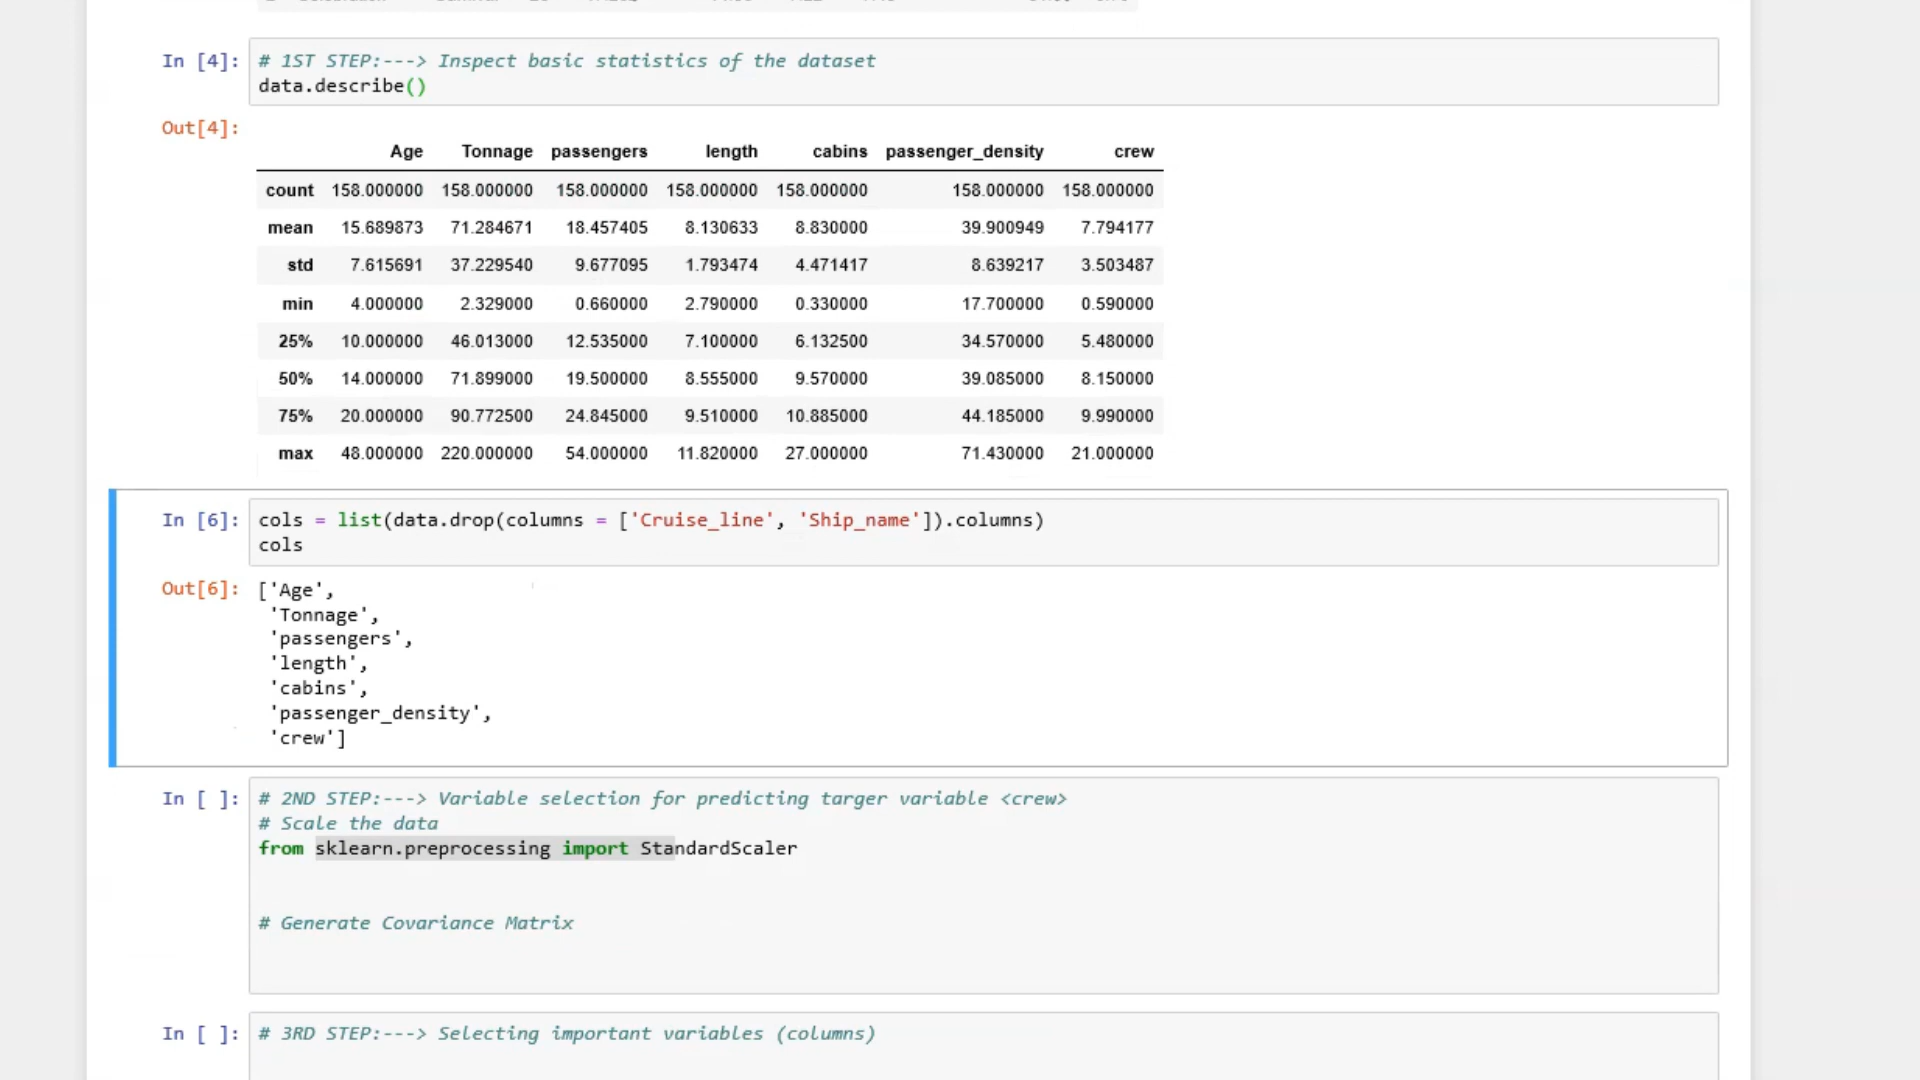 In [4]: # 1ST STEP:---> Inspect basic statistics of the dataset
data.describe()
Out[4]:
Age Tonnage passengers length cabins passenger_density crew
count 158.000000 158.000000 158.000000 158.000000 158.000000 158.000000 158.000000
mean 15.689873 71.284671 18.457405 8.130633 8.830000 39.900949 7.794177
std 7.615691 37.229540 9.677095 1.793474 4.471417 8.639217 3.503487
min 4.000000 2.329000 0.660000 2.790000 0.330000 17.700000 0.590000
25% 10.000000 46.013000 12.535000 7.100000 6.132500 34.570000 5.480000
50% 14.000000 71.899000 19.500000 8.555000 9.570000 39.085000 8.150000
75% 20.000000 90.772500 24.845000 9.510000 10.885000 44.185000 9.990000
max 48.000000 220.000000 54.000000 11.820000 27.000000 71.430000 21.000000
In [6]: cols = list(data.drop(columns = ['Cruise_line', 'Ship_name']).columns)
cols
Out[6]: ['Age',
'Tonnage',
'passengers',
'length',
'cabins',
'passenger_density',
'crew']
In [ ]: # 2ND STEP:---> Variable selection for predicting targer variable <crew>
# Scale the data
from sklearn.preprocessing import StandardScaler
# Generate Covariance Matrix
In [ ]: # 3RD STEP:---> Selecting important variables (columns)